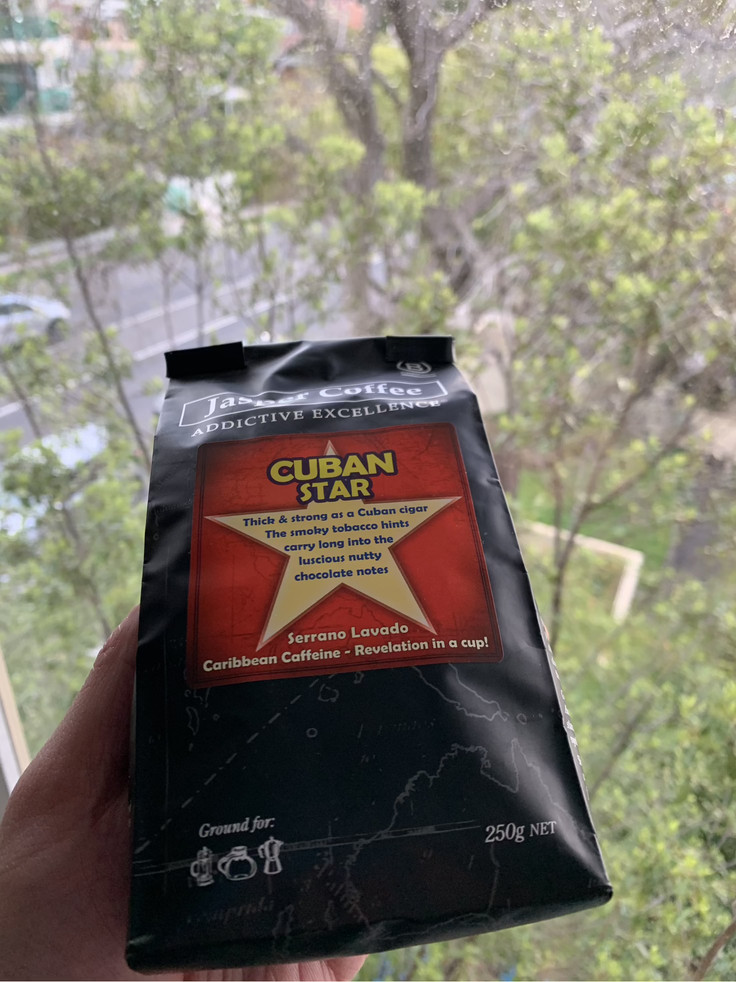 Jasper Coffee
ADDICTIVE EXCELLENCE
CUBAN
STAR
Thick & strong as a Cuban cigar
The smoky tobacco hints
carry long into the
luscious nutty
chocolate notes
Serrano Lavado
Caribbean Caffeine - Revelation in a cup!
Ground for:
250g NET